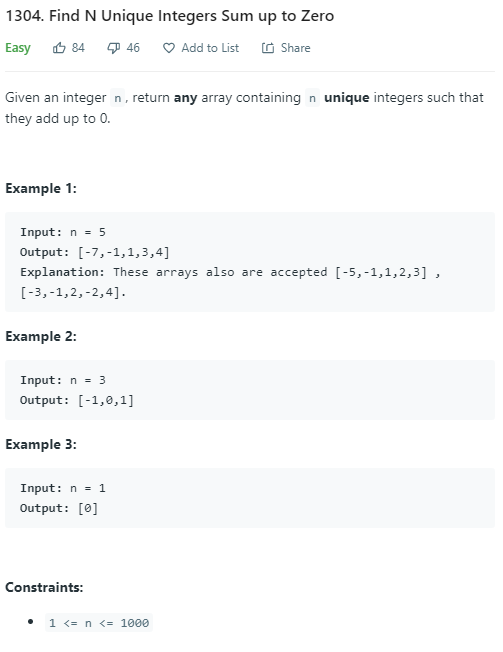 1304. Find N Unique Integers Sum up to Zero
Easy 84 46 Add to List Share
Given an integer n, return any array containing n unique integers such that
they add up to 0.
Example 1:
Input: n = 5
Output: [-7,-1,1,3,4]
Explanation: These arrays also are accepted [-5,-1,1,2,3] ,
[-3,-1,2,-2,4].
Example 2:
Input: n = 3
Output: [-1,0,1]
Example 3:
Input: n = 1
Output: [0]
Constraints:
1 <= n <= 1000